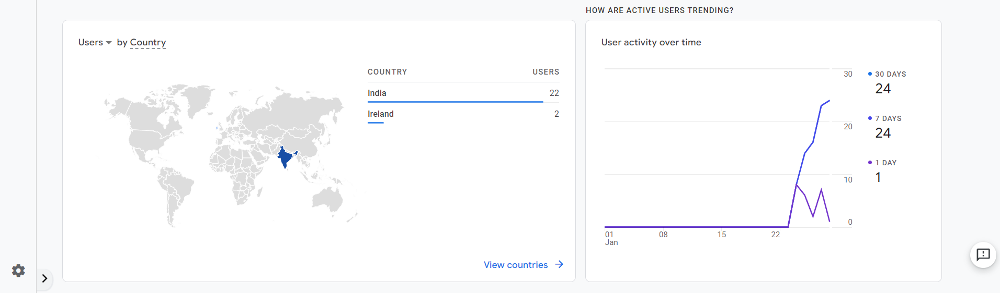 HOW ARE ACTIVE USERS TRENDING?
Users by Country
COUNTRY USERS
India 22
Ireland 2
View countries
User activity over time
30
20
10
0
01 08 15 22
Jan
30 DAYS
24
7 DAYS
24
1 DAY
1